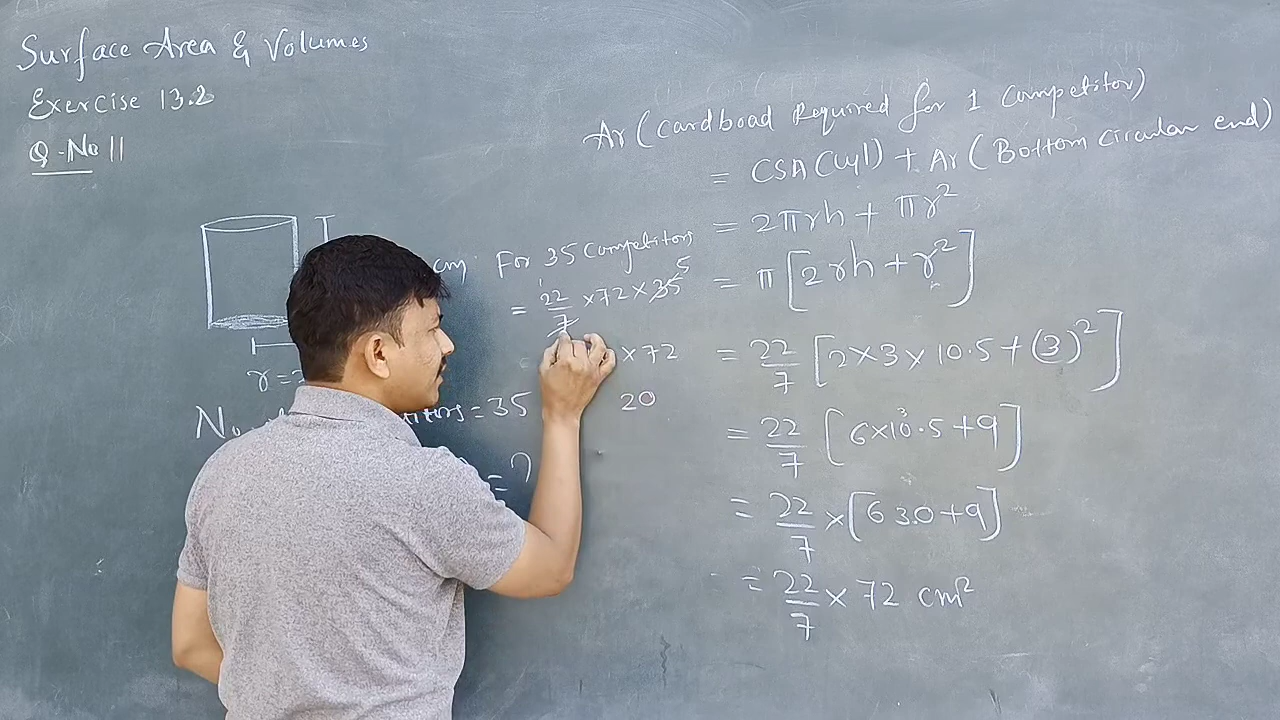 Surface Area & Volumes
Exercise 13.2
Q.No 11
Ar (Cardboad Required for 1 Competitor)
= CSA (Cyl) + Ar (Bottom Circular end)
= 2πrh + πr²
= π [2rh + r²]
= 22/7 [2×3×10.5+(3)²]
= 22/7 [6×10.5+9]
3
= 22/7 × [63.0+9]
= 22/7 × 72 cm²
cm.
r =
No = 35
= ?
For 35 Competitors
= 22/7 × 72 × 35 5
× 72
20